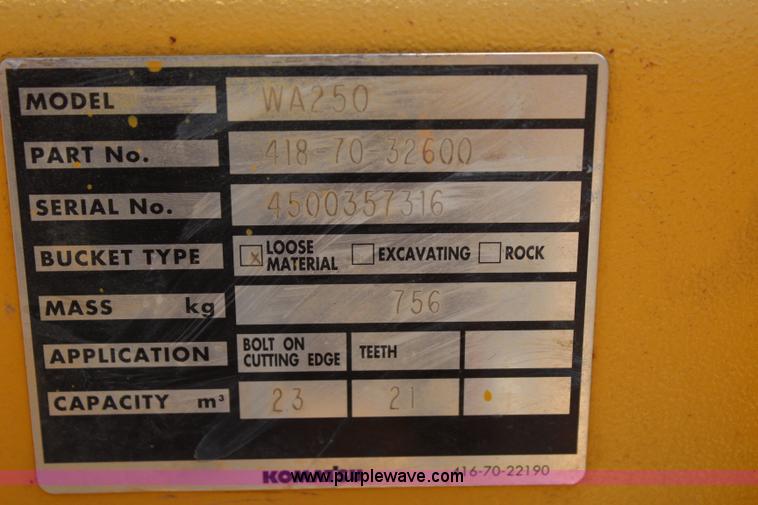 MODEL WA250
PART No. 418-70-32600
SERIAL No. 4500357316
BUCKET TYPE x LOOSE MATERIAL EXCAVATING ROCK
MASS kg 756
APPLICATION BOLT ON CUTTING EDGE TEETH
CAPACITY m³ 23 21
KOMATSU 416-70-22190
www.purplewave.com